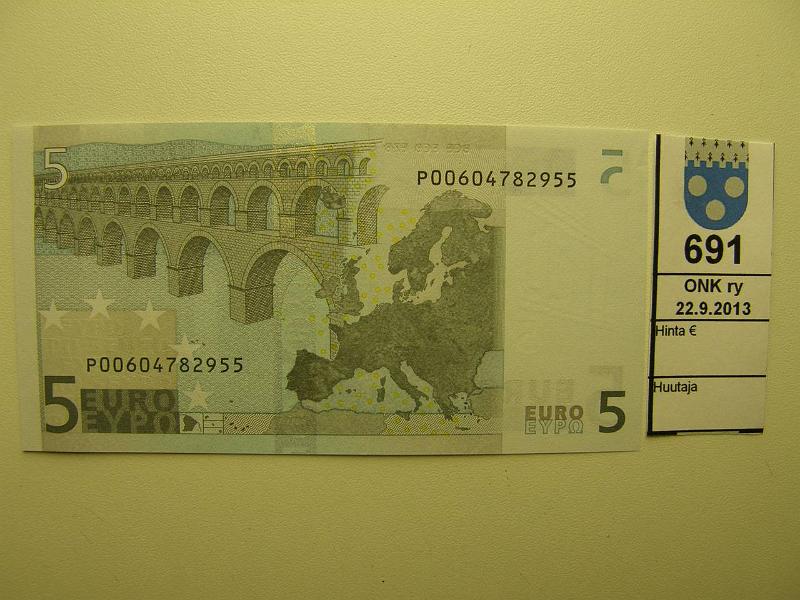 5
P00604782955
P00604782955
5 EURO
ΕΥΡΩ
EURO 5
ΕΥΡΩ
691
ONK ry
22.9.2013
Hinta €
Huutaja